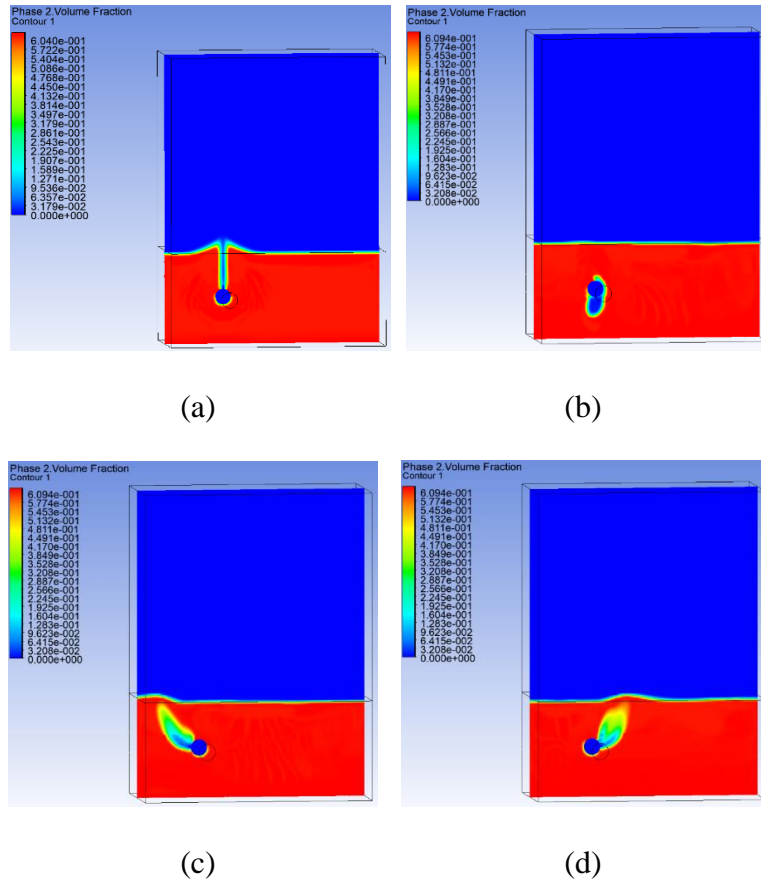 Phase 2.Volume Fraction
Contour 1
6.040e-001
5.722e-001
5.404e-001
5.086e-001
4.768e-001
4.450e-001
4.132e-001
3.814e-001
3.497e-001
3.179e-001
2.861e-001
2.543e-001
2.225e-001
1.907e-001
1.589e-001
1.271e-001
9.536e-002
6.357e-002
3.179e-002
0.000e+000
(a)
Phase 2.Volume Fraction
Contour 1
6.094e-001
5.774e-001
5.453e-001
5.132e-001
4.811e-001
4.491e-001
4.170e-001
3.849e-001
3.528e-001
3.208e-001
2.887e-001
2.566e-001
2.245e-001
1.925e-001
1.604e-001
1.283e-001
9.623e-002
6.415e-002
3.208e-002
0.000e+000
(b)
Phase 2.Volume Fraction
Contour 1
6.094e-001
5.774e-001
5.453e-001
5.132e-001
4.811e-001
4.491e-001
4.170e-001
3.849e-001
3.528e-001
3.208e-001
2.887e-001
2.566e-001
2.245e-001
1.925e-001
1.604e-001
1.283e-001
9.623e-002
6.415e-002
3.208e-002
0.000e+000
(c)
Phase 2.Volume Fraction
Contour 1
6.094e-001
5.774e-001
5.453e-001
5.132e-001
4.811e-001
4.491e-001
4.170e-001
3.849e-001
3.528e-001
3.208e-001
2.887e-001
2.566e-001
2.245e-001
1.925e-001
1.604e-001
1.283e-001
9.623e-002
6.415e-002
3.208e-002
0.000e+000
(d)